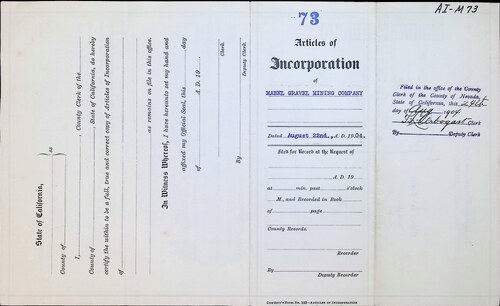 AI-M73
73
Articles of
Incorporation
of
MABEL GRAVEL MINING COMPANY
Dated August 22nd., A. D. 1904.
Filed for Record at the Request of
A. D. 19
at min. past o'clock
M., and Recorded in Book
of page
County Records.
Recorder
By
Deputy Recorder
Filed in the office of the County
Clerk of the County of Nevada,
State of California, this 24th
day of Aug 1904
Arbogast Clerk
By Deputy Clerk
State of California,
County of ss
I, , County Clerk of the
County of State of California, do hereby
certify the within to be a full, true and correct copy of Articles of Incorporation
of
as remains on file in this office.
In Witness Whereof, I have hereunto set my hand and
affixed my Official Seal, this day
of A. D. 19
Clerk.
By Deputy Clerk.